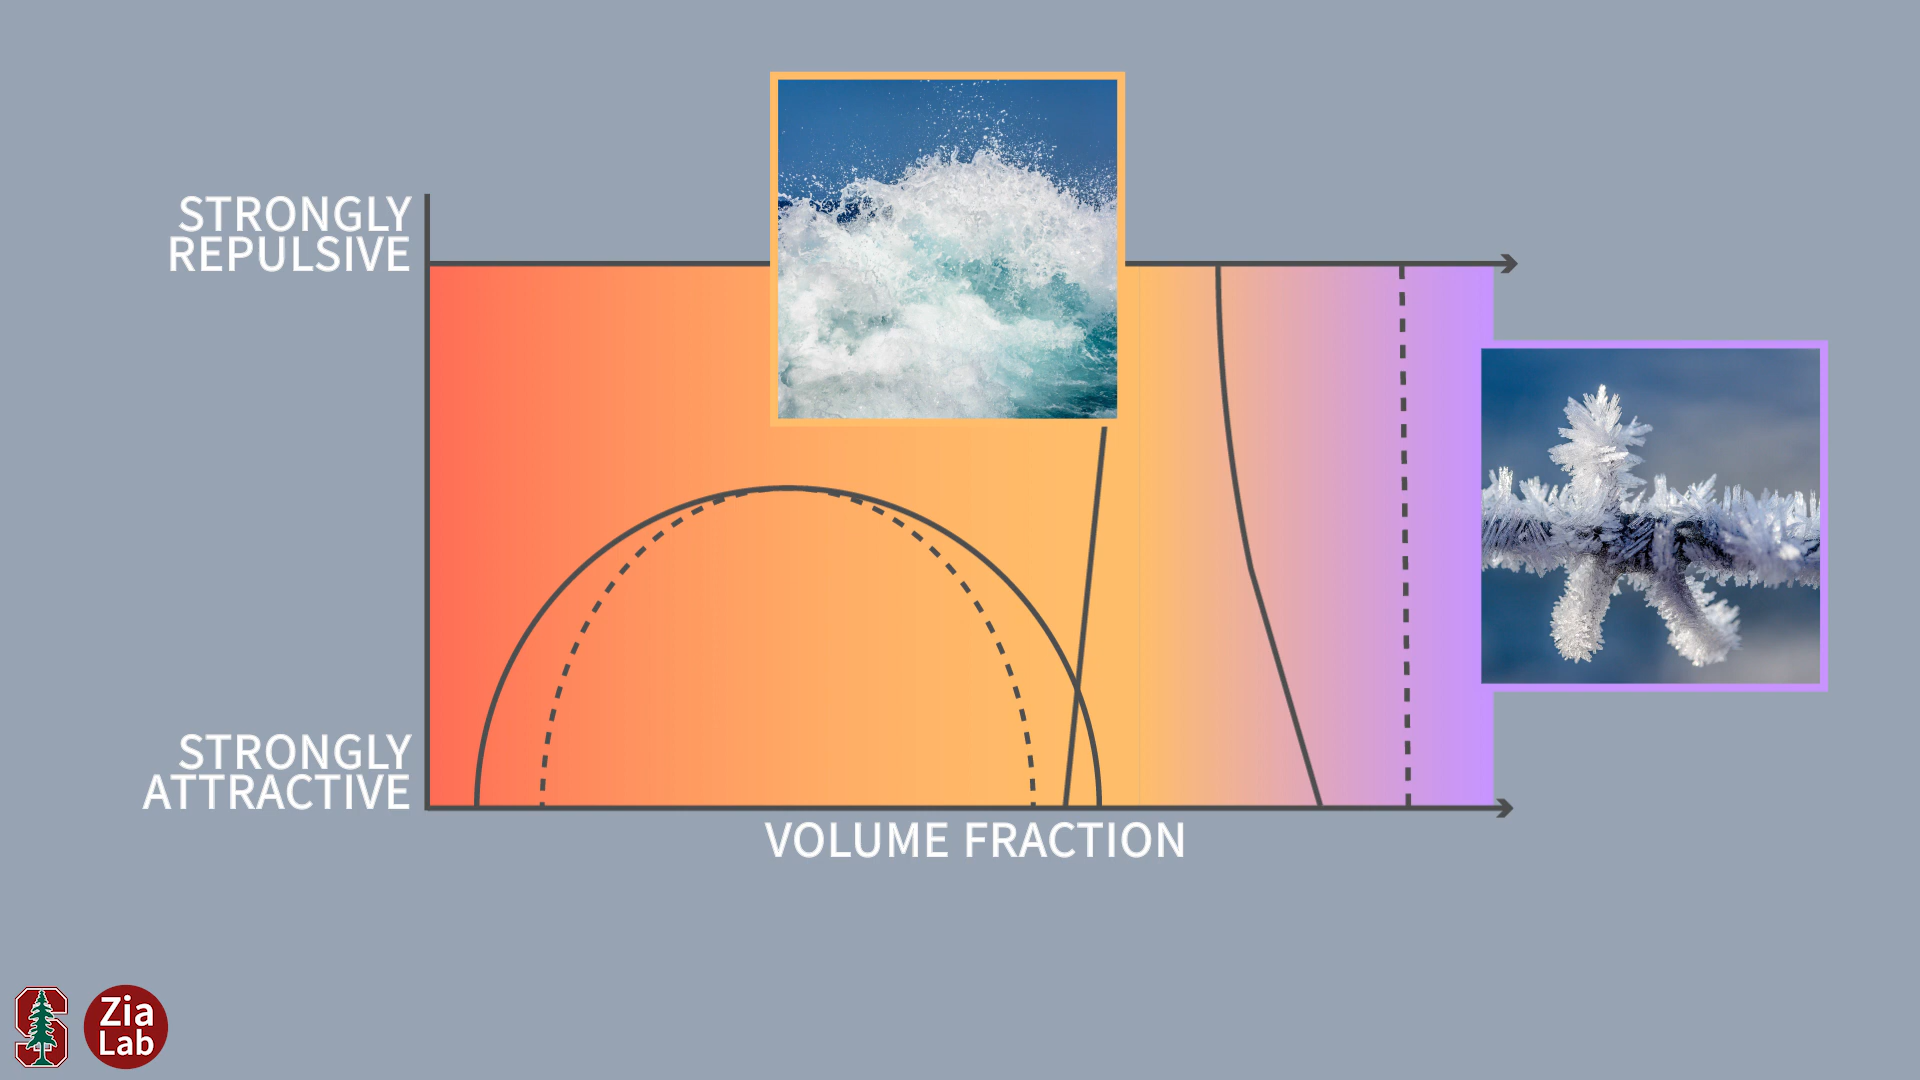 STRONGLY
REPULSIVE
STRONGLY
ATTRACTIVE
VOLUME FRACTION
S
Zia
Lab